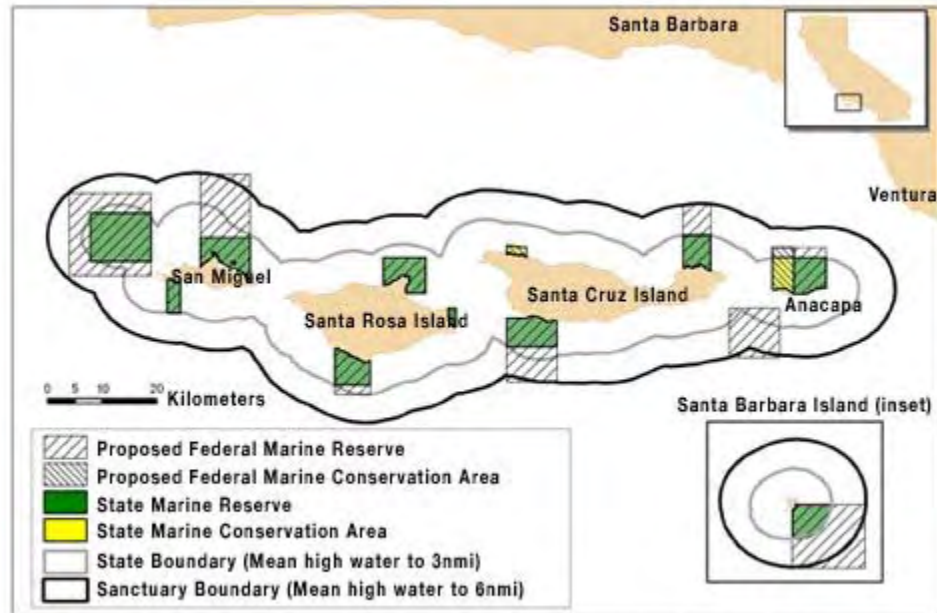 Santa Barbara
Ventura
San Miguel
Santa Rosa Island
Santa Cruz Island
Anacapa
0 5 10 20
Kilometers
Santa Barbara Island (inset)
Proposed Federal Marine Reserve
Proposed Federal Marine Conservation Area
State Marine Reserve
State Marine Conservation Area
State Boundary (Mean high water to 3nmi)
Sanctuary Boundary (Mean high water to 6nmi)